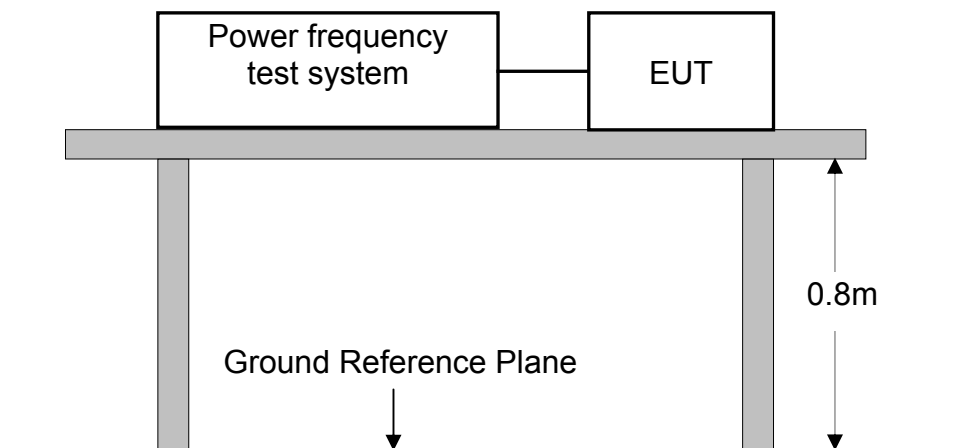 Power frequency
test system
EUT
0.8m
Ground Reference Plane